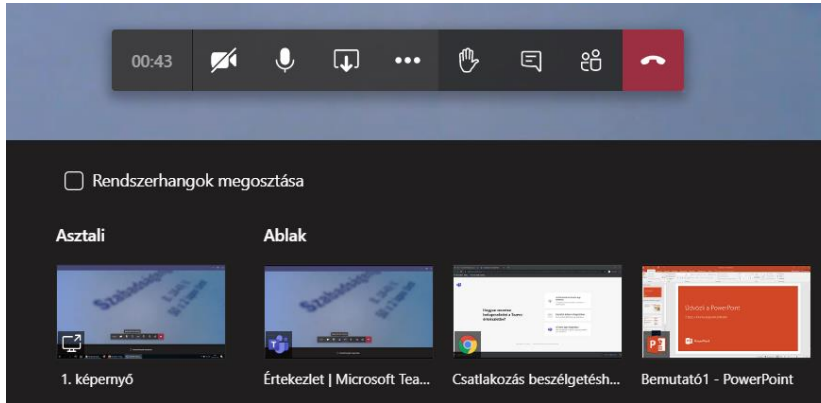 00:43
Rendszerhangok megosztása
Asztali
Ablak
1. képernyő
Értekezlet | Microsoft Tea...
Csatlakozás beszélgetésh...
Bemutató1 - PowerPoint